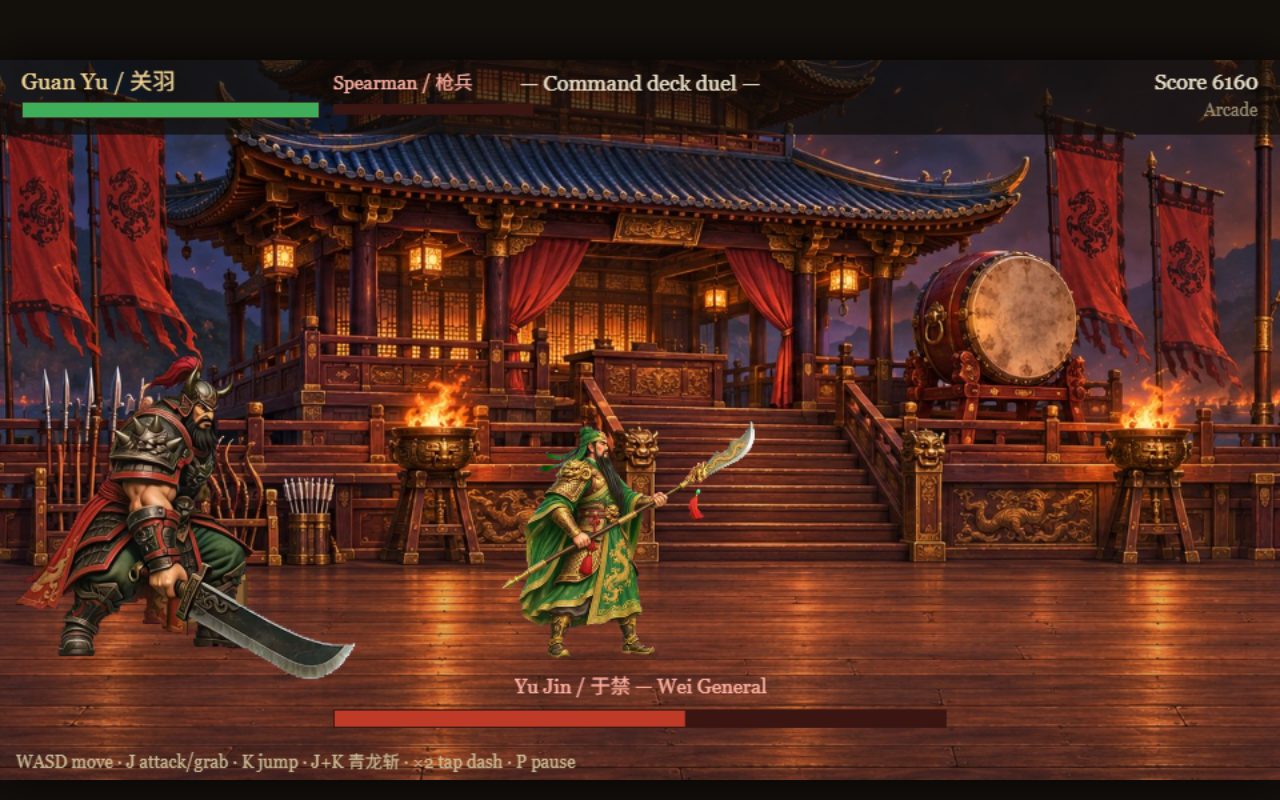 Guan Yu / 关羽
Spearman / 枪兵
— Command deck duel —
Score 6160
Arcade
Yu Jin / 于禁 — Wei General
WASD move · J attack/grab · K jump · J+K 青龙斩 · ×2 tap dash · P pause